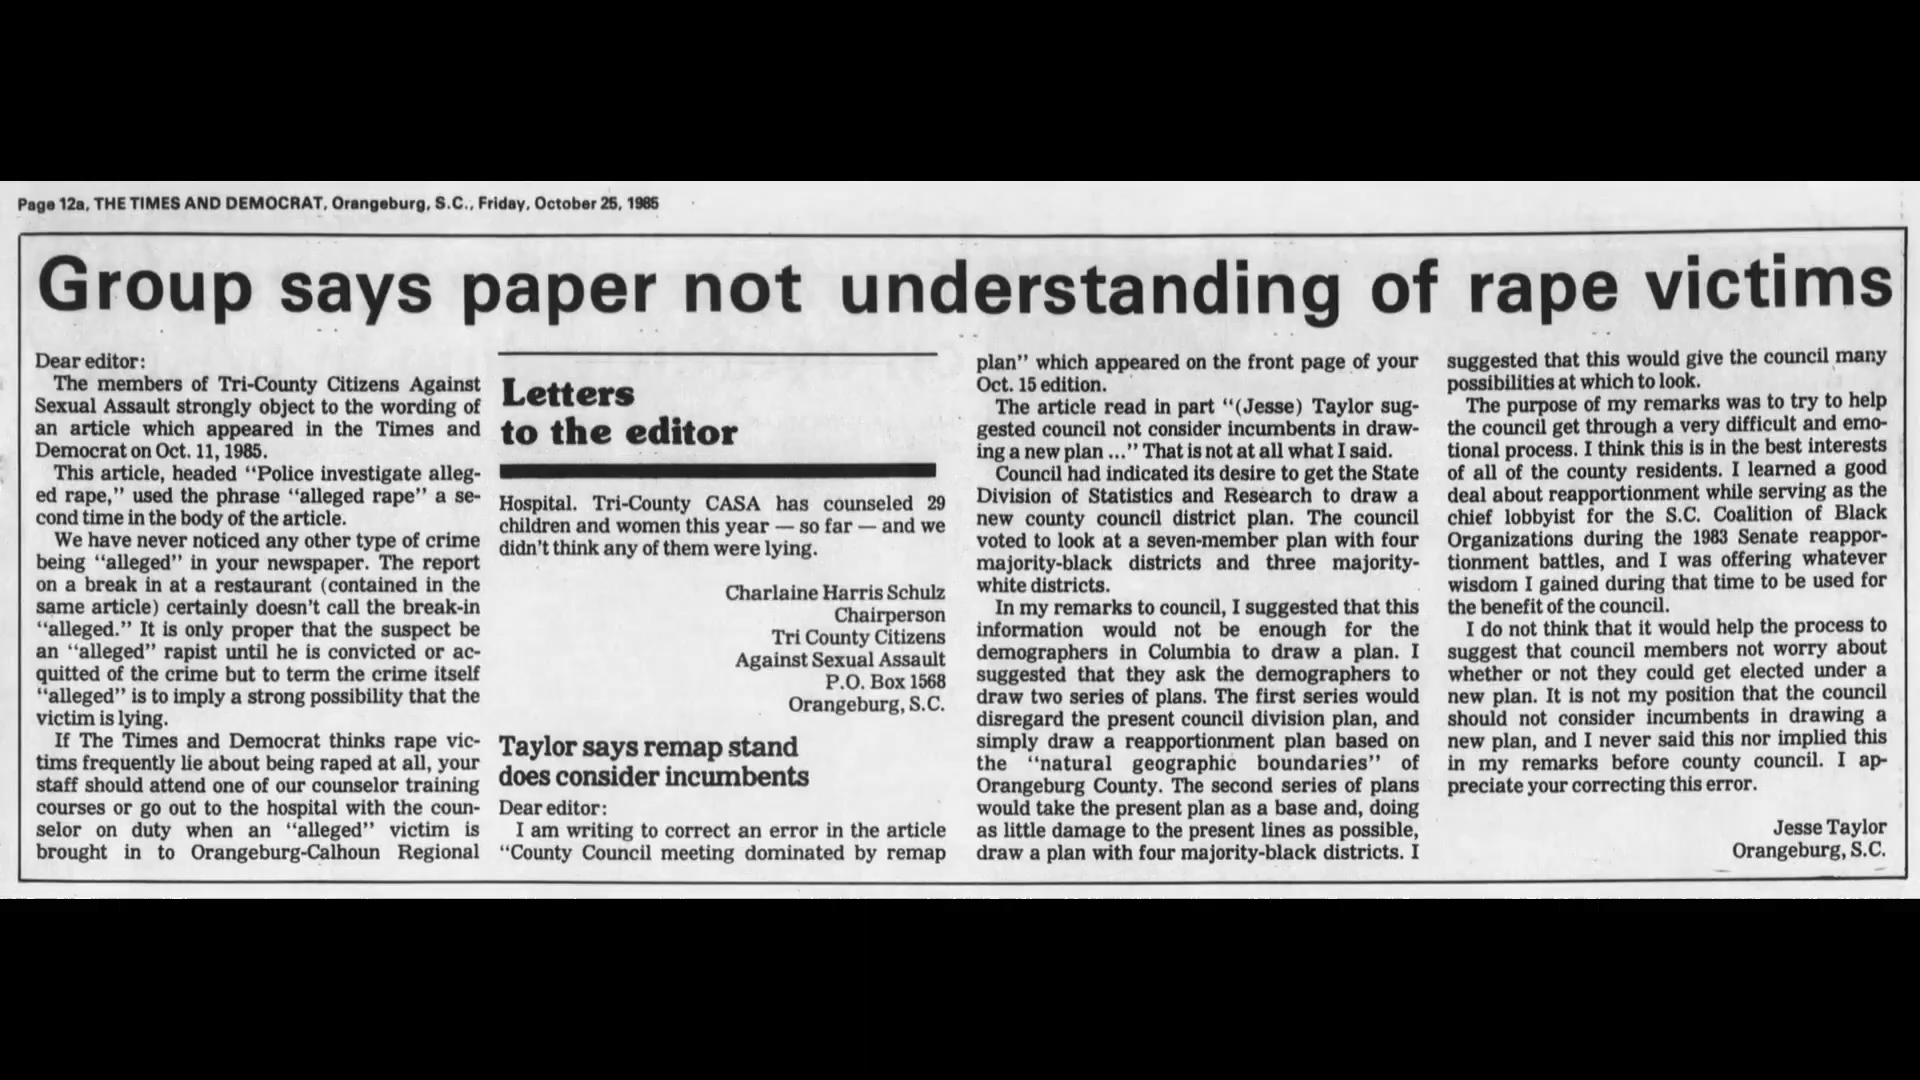 Page 12a, THE TIMES AND DEMOCRAT, Orangeburg, S.C., Friday, October 25, 1985
Group says paper not understanding of rape victims
Dear editor:
The members of Tri-County Citizens Against
Sexual Assault strongly object to the wording of
an article which appeared in the Times and
Democrat on Oct. 11, 1985.
This article, headed "Police investigate alleg-
ed rape," used the phrase "alleged rape" a se-
cond time in the body of the article.
We have never noticed any other type of crime
being "alleged" in your newspaper. The report
on a break in at a restaurant (contained in the
same article) certainly doesn't call the break-in
"alleged." It is only proper that the suspect be
an "alleged" rapist until he is convicted or ac-
quitted of the crime but to term the crime itself
"alleged" is to imply a strong possibility that the
victim is lying.
If The Times and Democrat thinks rape vic-
tims frequently lie about being raped at all, your
staff should attend one of our counselor training
courses or go out to the hospital with the coun-
selor on duty when an "alleged" victim is
brought in to Orangeburg-Calhoun Regional
Letters
to the editor
Hospital. Tri-County CASA has counseled 29
children and women this year — so far — and we
didn't think any of them were lying.
Charlaine Harris Schulz
Chairperson
Tri County Citizens
Against Sexual Assault
P.O. Box 1568
Orangeburg, S.C.
Taylor says remap stand
does consider incumbents
Dear editor:
I am writing to correct an error in the article
"County Council meeting dominated by remap
plan" which appeared on the front page of your
Oct. 15 edition.
The article read in part "(Jesse) Taylor sug-
gested council not consider incumbents in draw-
ing a new plan ..." That is not at all what I said.
Council had indicated its desire to get the State
Division of Statistics and Research to draw a
new county council district plan. The council
voted to look at a seven-member plan with four
majority-black districts and three majority-
white districts.
In my remarks to council, I suggested that this
information would not be enough for the
demographers in Columbia to draw a plan. I
suggested that they ask the demographers to
draw two series of plans. The first series would
disregard the present council division plan, and
simply draw a reapportionment plan based on
the "natural geographic boundaries" of
Orangeburg County. The second series of plans
would take the present plan as a base and, doing
as little damage to the present lines as possible,
draw a plan with four majority-black districts. I
suggested that this would give the council many
possibilities at which to look.
The purpose of my remarks was to try to help
the council get through a very difficult and emo-
tional process. I think this is in the best interests
of all of the county residents. I learned a good
deal about reapportionment while serving as the
chief lobbyist for the S.C. Coalition of Black
Organizations during the 1983 Senate reappor-
tionment battles, and I was offering whatever
wisdom I gained during that time to be used for
the benefit of the council.
I do not think that it would help the process to
suggest that council members not worry about
whether or not they could get elected under a
new plan. It is not my position that the council
should not consider incumbents in drawing a
new plan, and I never said this nor implied this
in my remarks before county council. I ap-
preciate your correcting this error.
Jesse Taylor
Orangeburg, S.C.